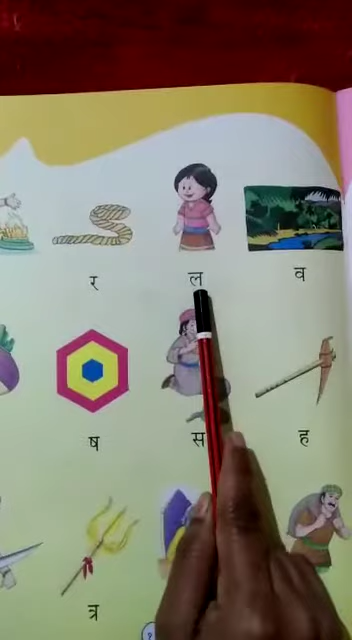 र ल व
ष स ह
त्र